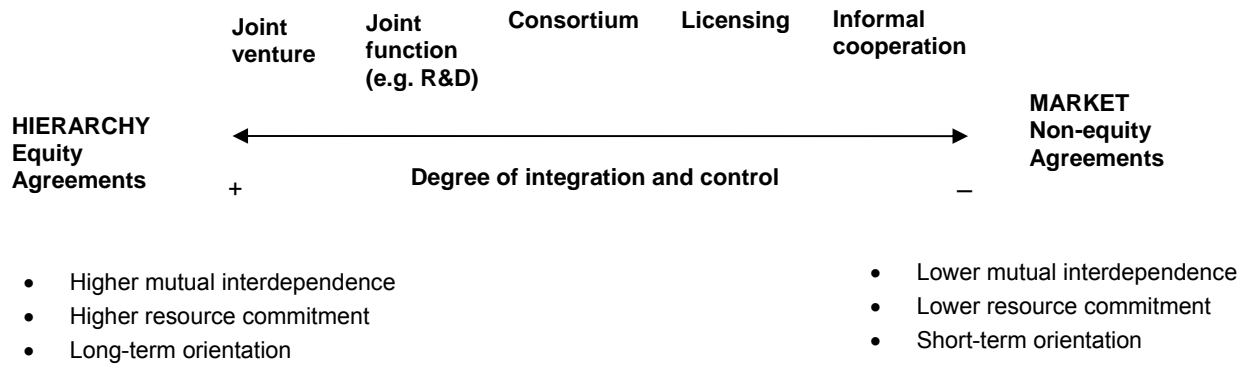 Joint
venture
Joint
function
(e.g. R&D)
Consortium
Licensing
Informal
cooperation
HIERARCHY
Equity
Agreements
MARKET
Non-equity
Agreements
+
Degree of integration and control
–
• Higher mutual interdependence
• Higher resource commitment
• Long-term orientation
• Lower mutual interdependence
• Lower resource commitment
• Short-term orientation